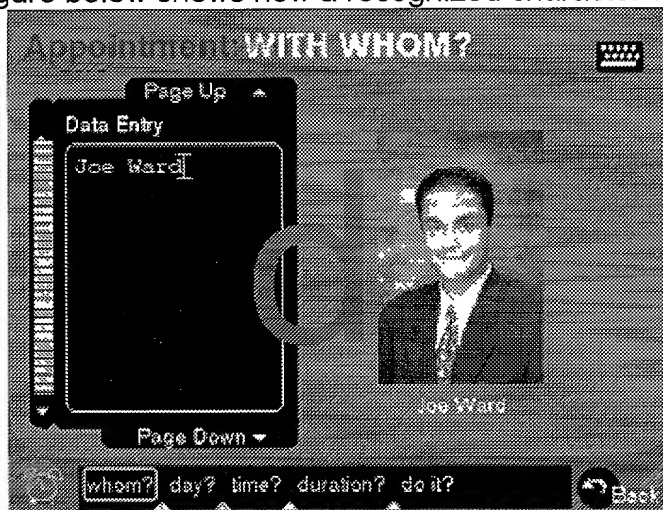 Appointment: WITH WHOM?
Page Up
Data Entry
Joe Ward
Joe Ward
Page Down
whom? day? time? duration? do it?
Back